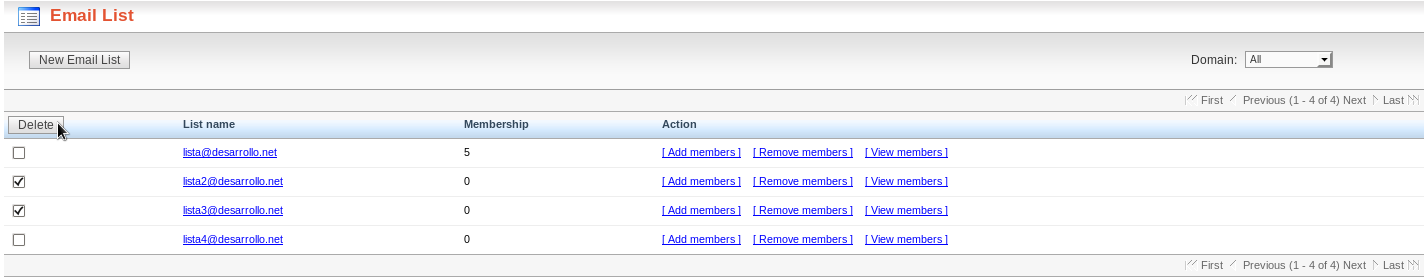 Email List
New Email List Domain: All
First Previous (1 - 4 of 4) Next Last
Delete List name Membership Action
lista@desarrollo.net 5 [ Add members ] [ Remove members ] [ View members ]
lista2@desarrollo.net 0 [ Add members ] [ Remove members ] [ View members ]
lista3@desarrollo.net 0 [ Add members ] [ Remove members ] [ View members ]
lista4@desarrollo.net 0 [ Add members ] [ Remove members ] [ View members ]
First Previous (1 - 4 of 4) Next Last